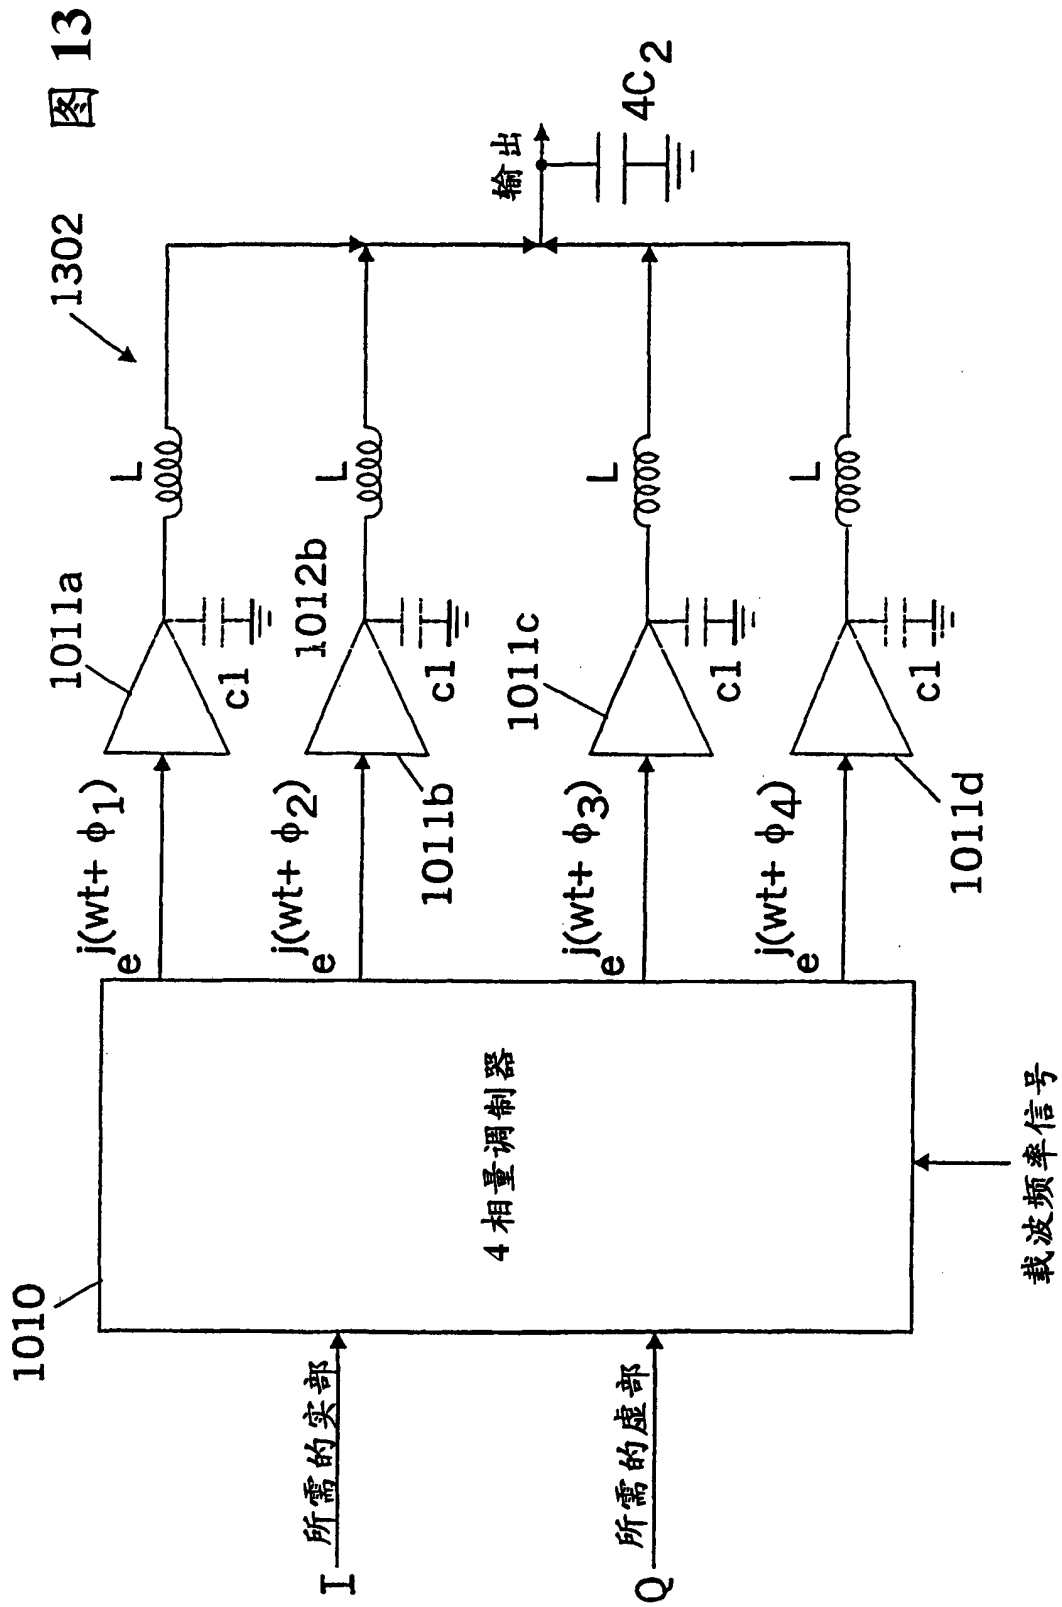 图 13
1302
1010
I 所需的实部
Q 所需的虚部
4相量调制器
载波频率信号
e j(wt+ϕ1)
e j(wt+ϕ2)
e j(wt+ϕ3)
e j(wt+ϕ4)
1011a
1012b
1011b
1011c
1011d
c1
c1
c1
c1
L
L
L
L
输出
4C2